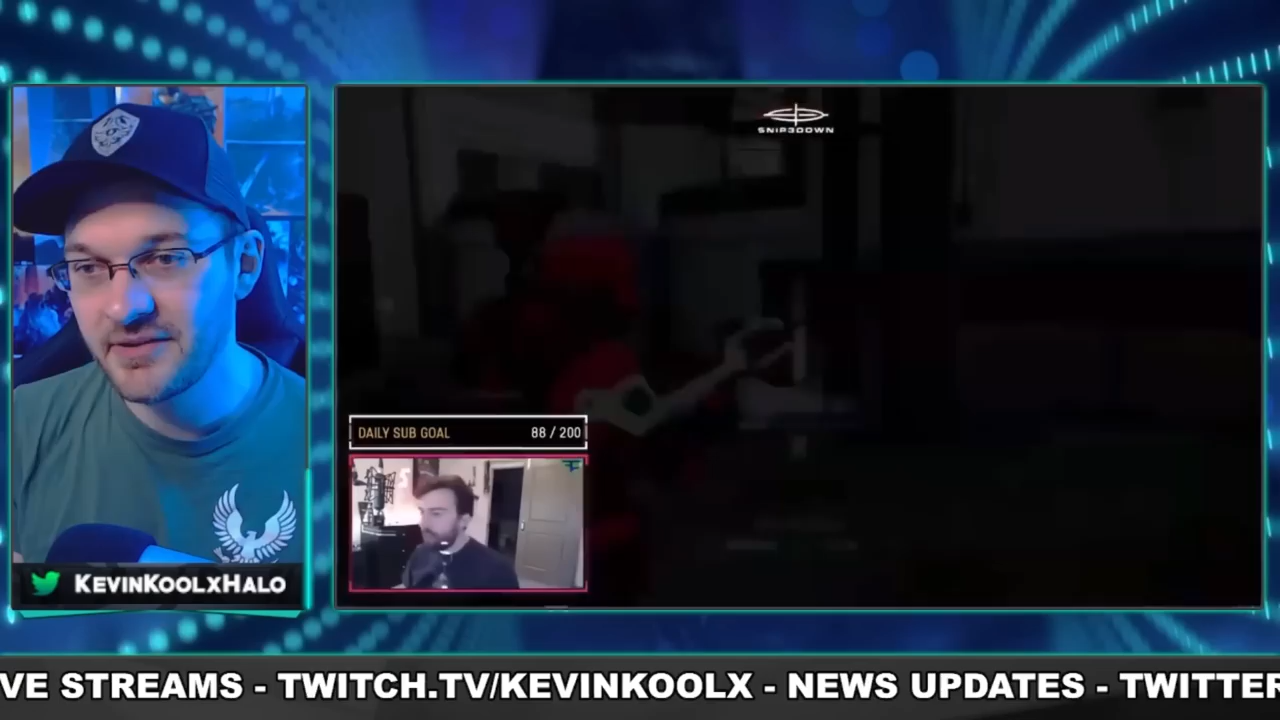 SNIP3DOWN
DAILY SUB GOAL 88 / 200
KEVINKOOLXHALO
VE STREAMS - TWITCH.TV/KEVINKOOLX - NEWS UPDATES - TWITTER